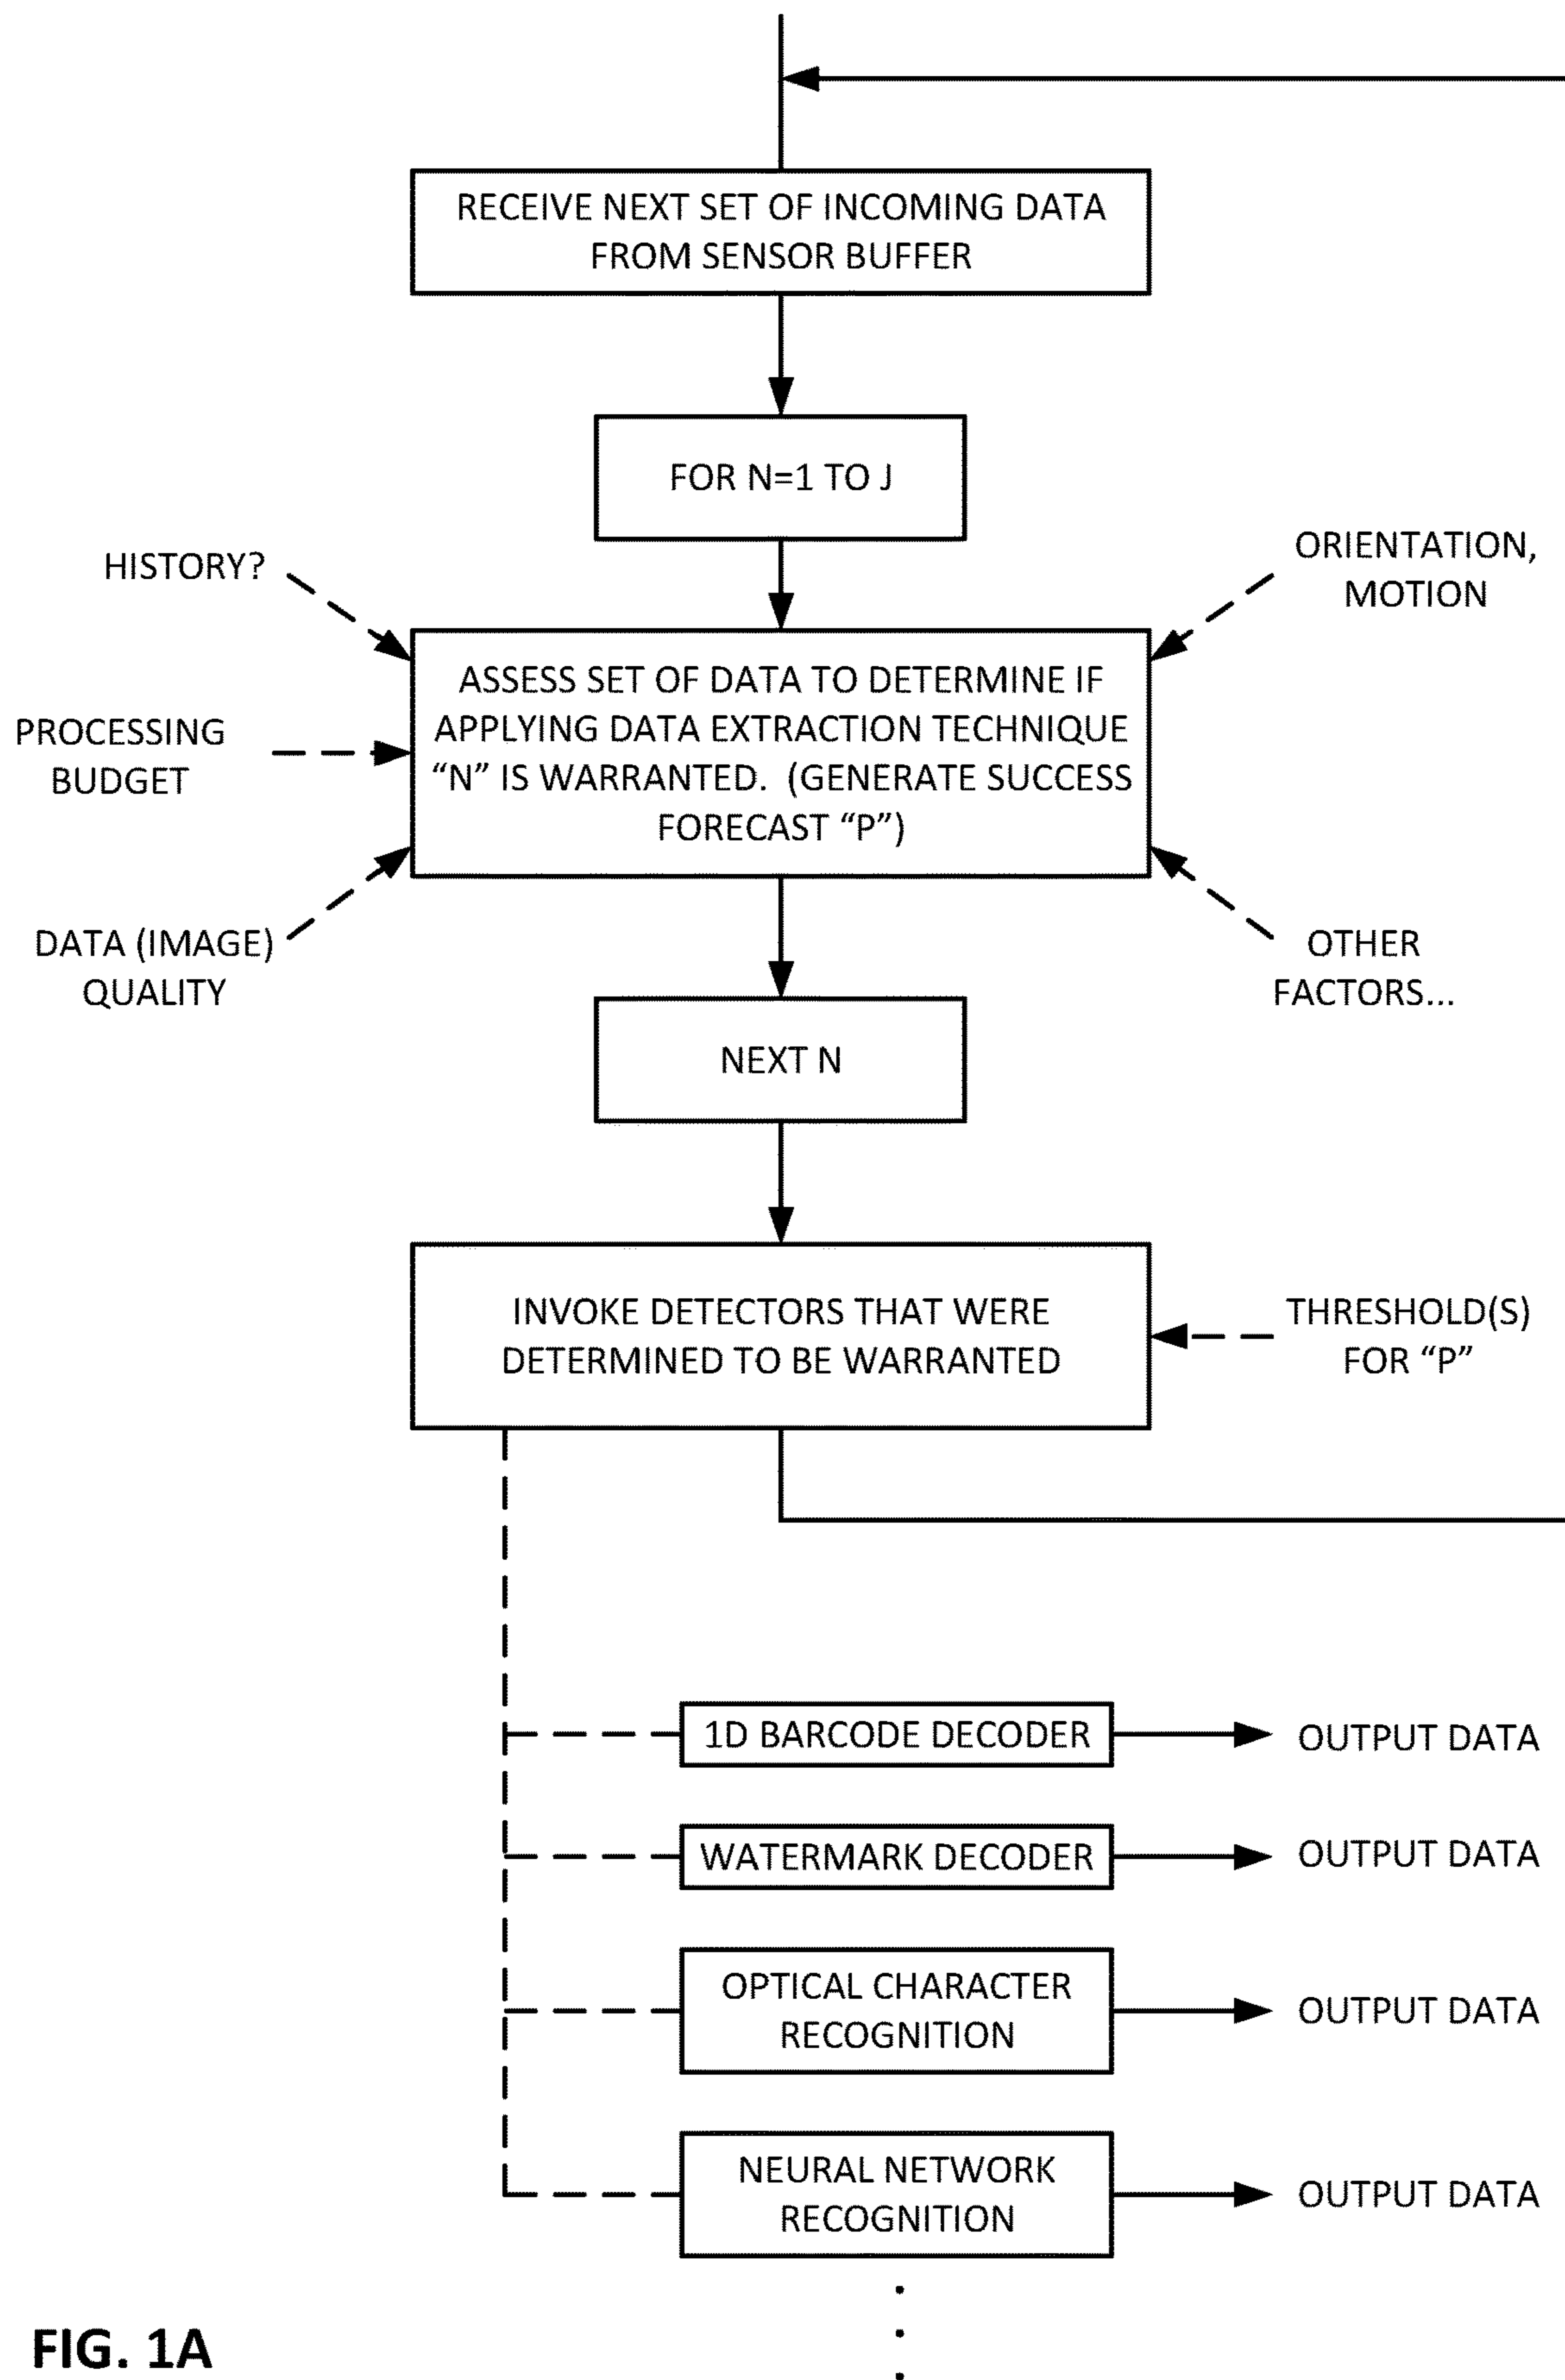 RECEIVE NEXT SET OF INCOMING DATA
FROM SENSOR BUFFER
FOR N=1 TO J
HISTORY?
ORIENTATION,
MOTION
PROCESSING
BUDGET
ASSESS SET OF DATA TO DETERMINE IF
APPLYING DATA EXTRACTION TECHNIQUE
“N” IS WARRANTED. (GENERATE SUCCESS
FORECAST “P”)
DATA (IMAGE)
QUALITY
OTHER
FACTORS...
NEXT N
INVOKE DETECTORS THAT WERE
DETERMINED TO BE WARRANTED
THRESHOLD(S)
FOR “P”
1D BARCODE DECODER
OUTPUT DATA
WATERMARK DECODER
OUTPUT DATA
OPTICAL CHARACTER
RECOGNITION
OUTPUT DATA
NEURAL NETWORK
RECOGNITION
OUTPUT DATA
FIG. 1A